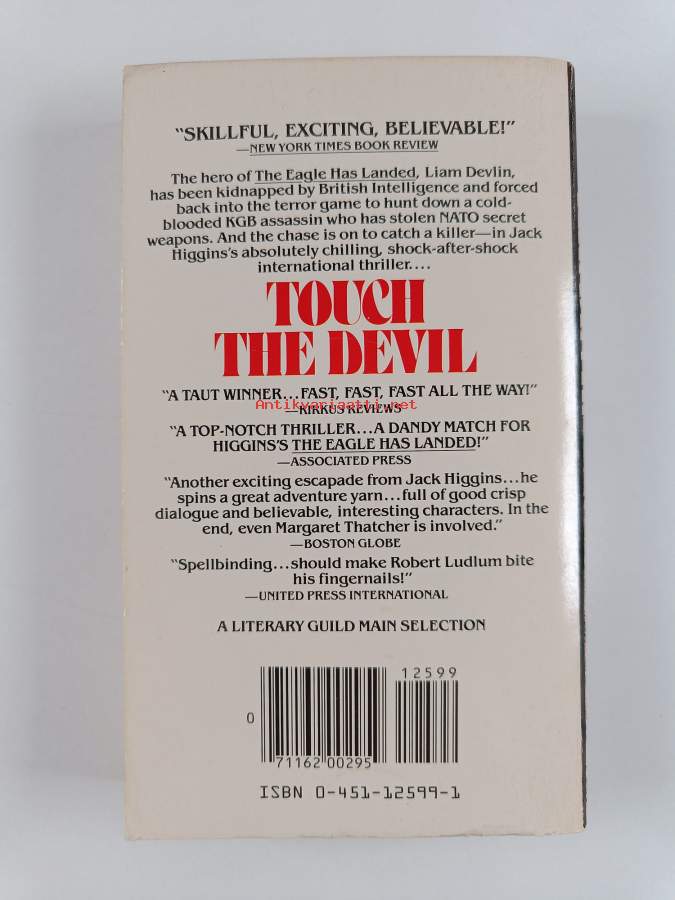 “SKILLFUL, EXCITING, BELIEVABLE!”
—NEW YORK TIMES BOOK REVIEW
The hero of The Eagle Has Landed, Liam Devlin,
has been kidnapped by British Intelligence and forced
back into the terror game to hunt down a cold-
blooded KGB assassin who has stolen NATO secret
weapons. And the chase is on to catch a killer—in Jack
Higgins’s absolutely chilling, shock-after-shock
international thriller....
TOUCH
THE DEVIL
“A TAUT WINNER...FAST, FAST, FAST ALL THE WAY!”
Antikvariaatti.net
—KIRKUS REVIEWS
“A TOP-NOTCH THRILLER...A DANDY MATCH FOR
HIGGINS’S THE EAGLE HAS LANDED!”
—ASSOCIATED PRESS
“Another exciting escapade from Jack Higgins...he
spins a great adventure yarn...full of good crisp
dialogue and believable, interesting characters. In the
end, even Margaret Thatcher is involved.”
—BOSTON GLOBE
“Spellbinding...should make Robert Ludlum bite
his fingernails!”
—UNITED PRESS INTERNATIONAL
A LITERARY GUILD MAIN SELECTION
12599
0
71162 00295
ISBN 0-451-12599-1